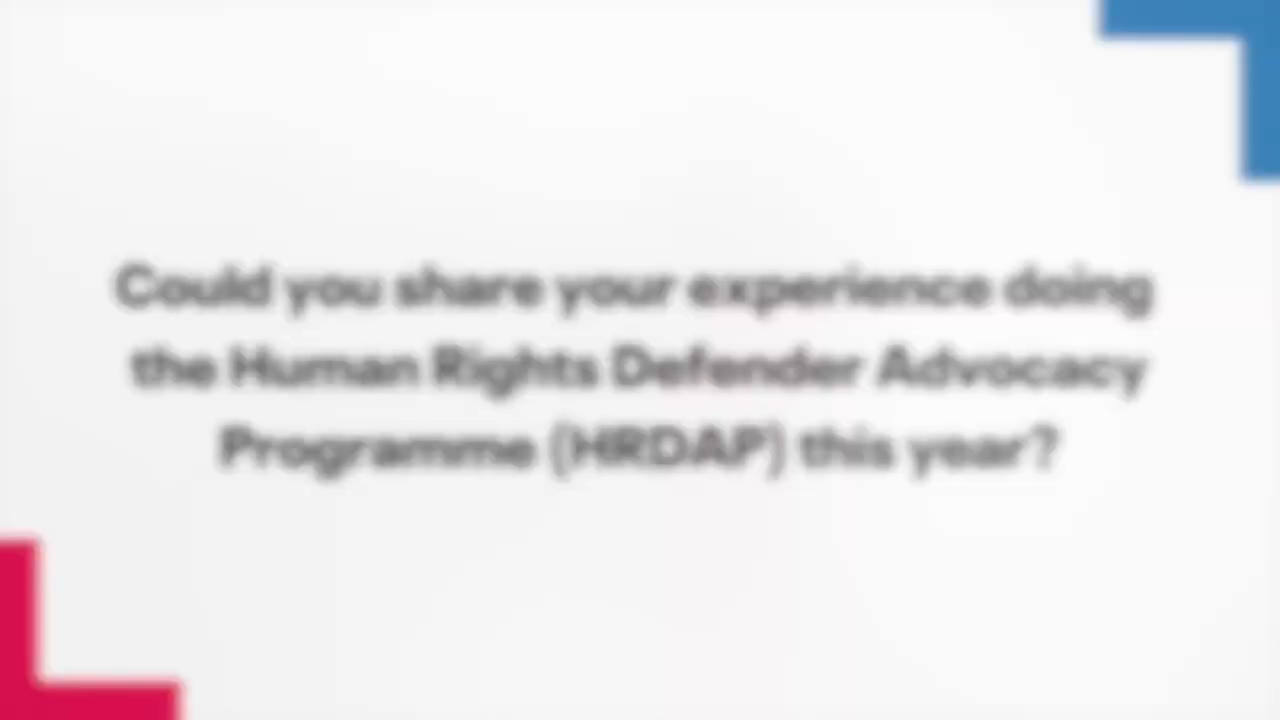 Could you share your experience doing
the Human Rights Defender Advocacy
Programme (HRDAP) this year?